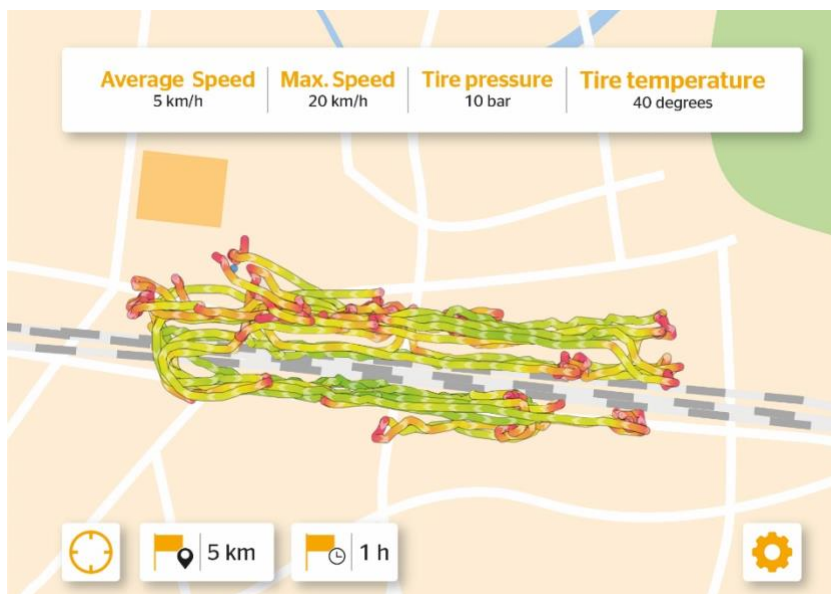 Average Speed
5 km/h
Max. Speed
20 km/h
Tire pressure
10 bar
Tire temperature
40 degrees
5 km
1 h